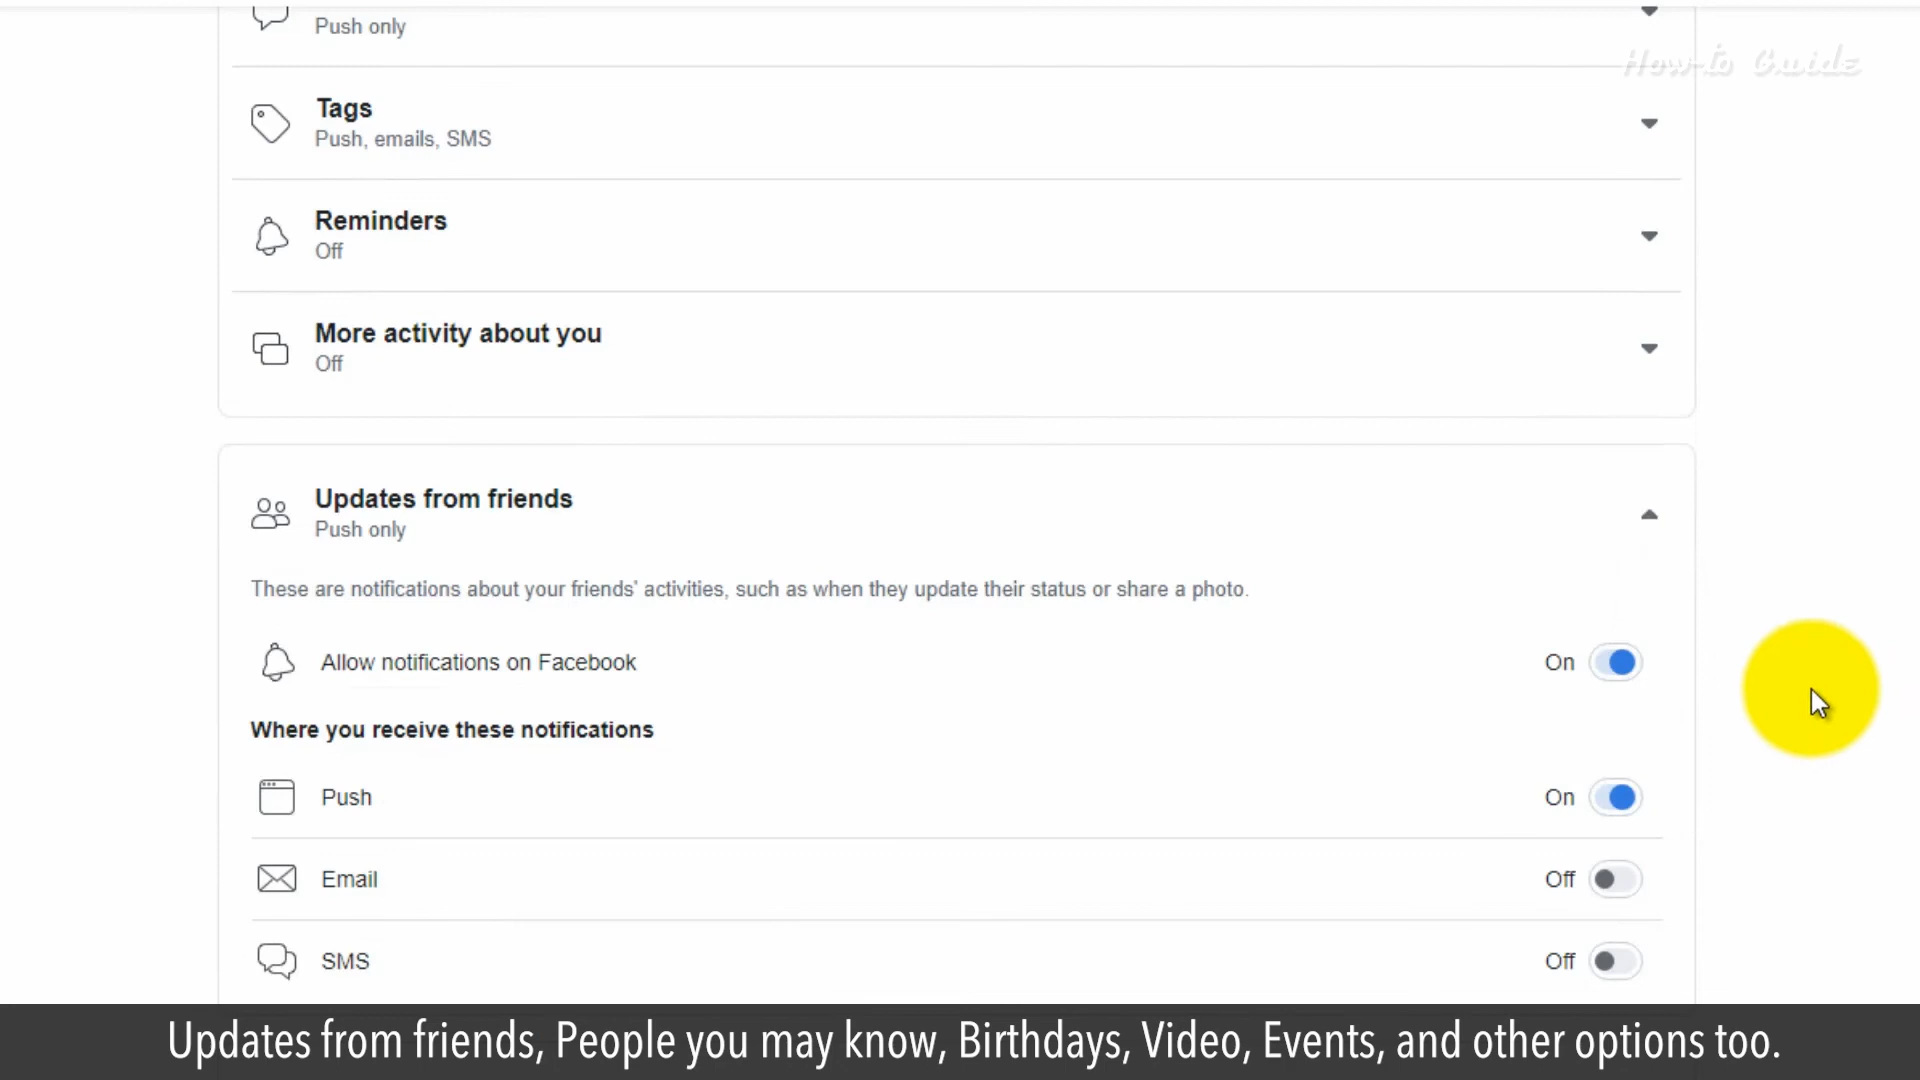 Push only
How-to Guide
Tags
Push, emails, SMS
Reminders
Off
More activity about you
Off
Updates from friends
Push only
These are notifications about your friends' activities, such as when they update their status or share a photo.
Allow notifications on Facebook
On
Where you receive these notifications
Push
On
Email
Off
SMS
Off
Updates from friends, People you may know, Birthdays, Video, Events, and other options too.